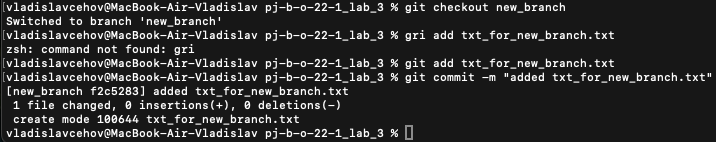 [vladislavcehov@MacBook-Air-Vladislav pj-b-o-22-1_lab_3 % git checkout new_branch
Switched to branch 'new_branch'
[vladislavcehov@MacBook-Air-Vladislav pj-b-o-22-1_lab_3 % gri add txt_for_new_branch.txt
zsh: command not found: gri
[vladislavcehov@MacBook-Air-Vladislav pj-b-o-22-1_lab_3 % git add txt_for_new_branch.txt
[vladislavcehov@MacBook-Air-Vladislav pj-b-o-22-1_lab_3 % git commit -m "added txt_for_new_branch.txt"
[new_branch f2c5283] added txt_for_new_branch.txt
1 file changed, 0 insertions(+), 0 deletions(-)
create mode 100644 txt_for_new_branch.txt
vladislavcehov@MacBook-Air-Vladislav pj-b-o-22-1_lab_3 %